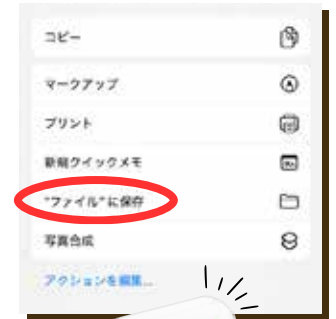 コピー
マークアップ
プリント
新規クイックメモ
"ファイル"に保存
写真合成
アクションを編集...